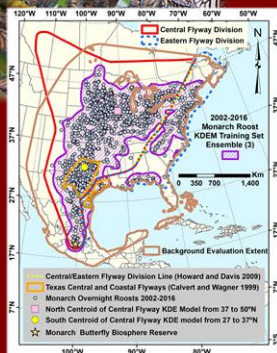 120°W 110°W 100°W 90°W 80°W 70°W
Central Flyway Division
Eastern Flyway Division
47°N
37°N
27°N
17°N
7°N
N
2002-2016
Monarch Roost
KDEM Training Set
Ensemble (3)
0 350 700 1,400
Km
Background Evaluation Extent
Central/Eastern Flyway Division Line (Howard and Davis 2009)
Texas Central and Coastal Flyways (Calvert and Wagner 1999)
Monarch Overnight Roosts 2002-2016
North Centroid of Central Flyway KDE Model from 37 to 50°N
South Centroid of Central Flyway KDE model from 27 to 37°N
Monarch Butterfly Biosphere Reserve
100°W 90°W 80°W